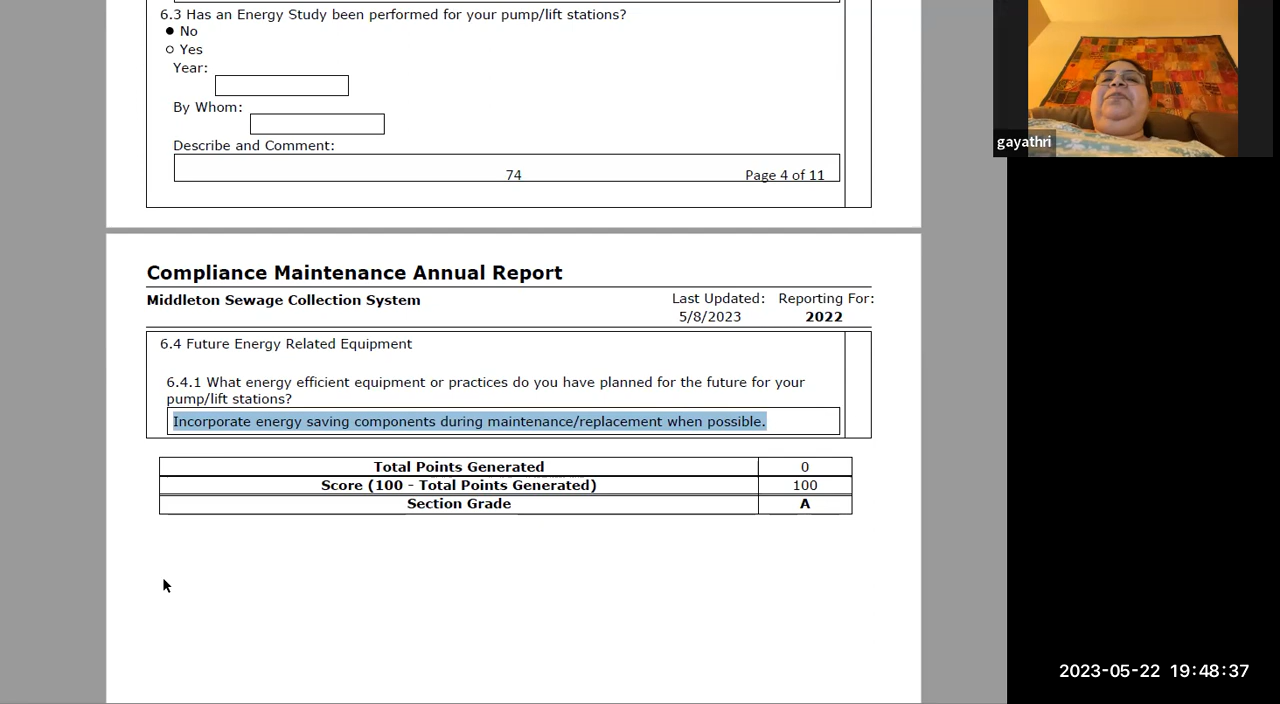 6.3 Has an Energy Study been performed for your pump/lift stations?
No
Yes
Year:
By Whom:
Describe and Comment:
74 Page 4 of 11
Compliance Maintenance Annual Report
Middleton Sewage Collection System
Last Updated: Reporting For:
5/8/2023 2022
6.4 Future Energy Related Equipment
6.4.1 What energy efficient equipment or practices do you have planned for the future for your
pump/lift stations?
Incorporate energy saving components during maintenance/replacement when possible.
Total Points Generated 0
Score (100 - Total Points Generated) 100
Section Grade A
gayathri
2023-05-22 19:48:37